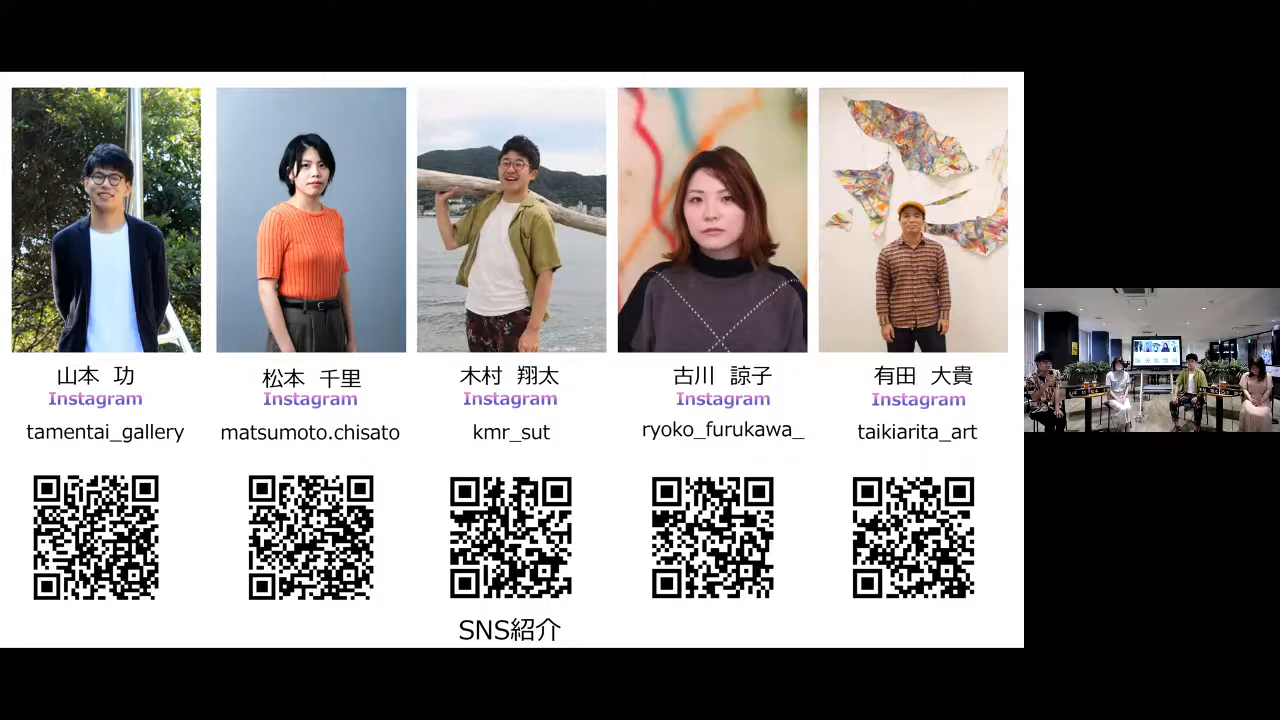 山本　功
Instagram
tamentai_gallery
松本　千里
Instagram
matsumoto.chisato
木村　翔太
Instagram
kmr_sut
古川　諒子
Instagram
ryoko_furukawa_
有田　大貴
Instagram
taikiarita_art
SNS紹介